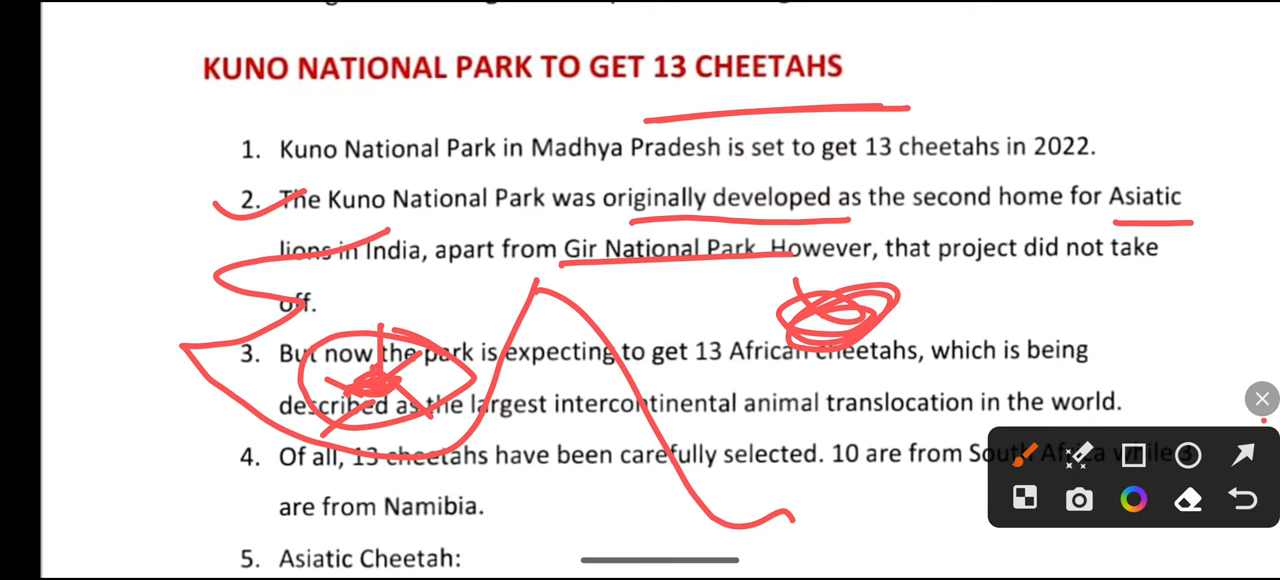 KUNO NATIONAL PARK TO GET 13 CHEETAHS
1. Kuno National Park in Madhya Pradesh is set to get 13 cheetahs in 2022.
2. The Kuno National Park was originally developed as the second home for Asiatic
lions in India, apart from Gir National Park. However, that project did not take
off.
3. But now the park is expecting to get 13 African cheetahs, which is being
described as the largest intercontinental animal translocation in the world.
4. Of all, 13 cheetahs have been carefully selected. 10 are from South Africa while 3
are from Namibia.
5. Asiatic Cheetah: